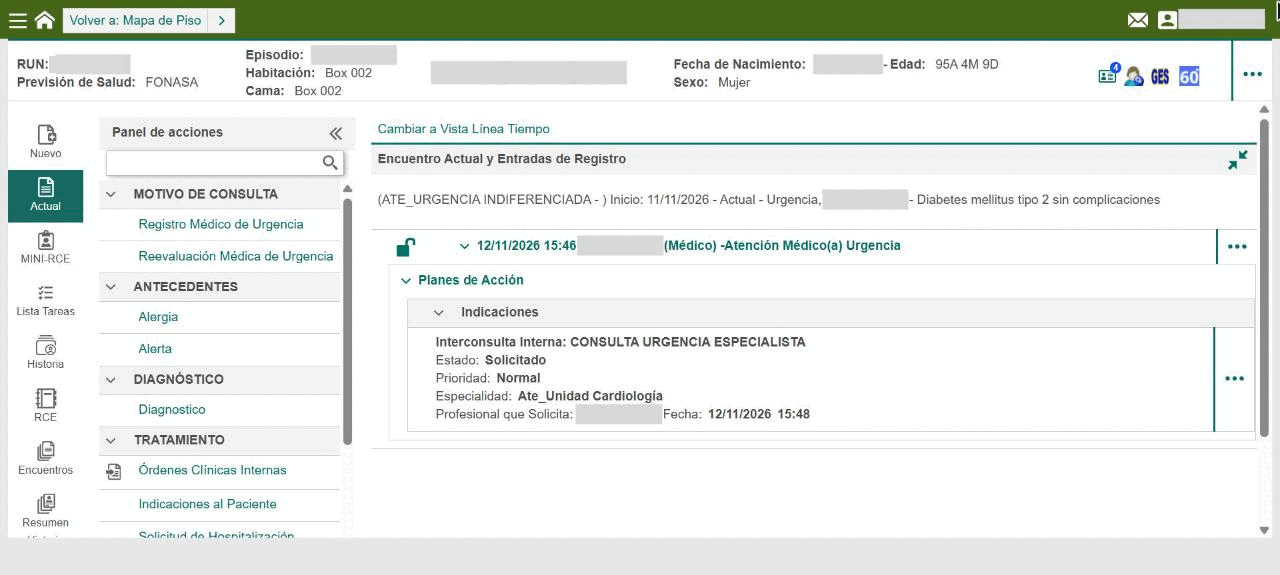 Volver a: Mapa de Piso
RUN:
Previsión de Salud: FONASA
Episodio:
Habitación: Box 002
Cama: Box 002
Fecha de Nacimiento: - Edad: 95A 4M 9D
Sexo: Mujer
4
GES
60
Nuevo
Actual
MINI-RCE
Lista Tareas
Historia
RCE
Encuentros
Resumen
Panel de acciones
MOTIVO DE CONSULTA
Registro Médico de Urgencia
Reevaluación Médica de Urgencia
ANTECEDENTES
Alergia
Alerta
DIAGNÓSTICO
Diagnostico
TRATAMIENTO
Órdenes Clínicas Internas
Indicaciones al Paciente
Solicitud de Hospitalización
Cambiar a Vista Línea Tiempo
Encuentro Actual y Entradas de Registro
(ATE_URGENCIA INDIFERENCIADA - ) Inicio: 11/11/2026 - Actual - Urgencia, - Diabetes mellitus tipo 2 sin complicaciones
12/11/2026 15:46 (Médico) -Atención Médico(a) Urgencia
Planes de Acción
Indicaciones
Interconsulta Interna: CONSULTA URGENCIA ESPECIALISTA
Estado: Solicitado
Prioridad: Normal
Especialidad: Ate_Unidad Cardiología
Profesional que Solicita: Fecha: 12/11/2026 15:48